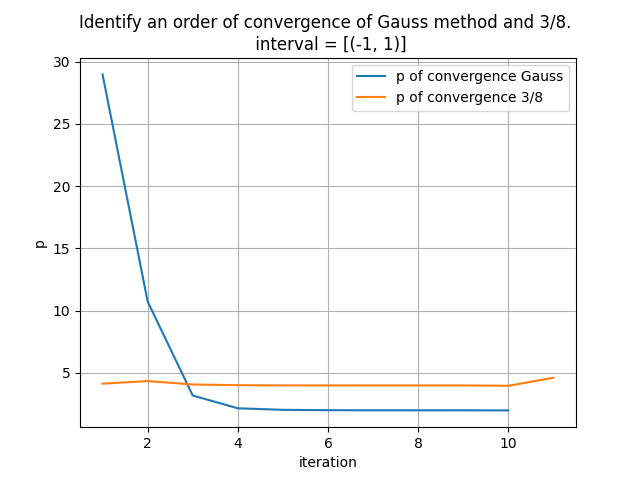 Identify an order of convergence of Gauss method and 3/8.
interval = [(-1, 1)]
p of convergence Gauss
p of convergence 3/8
30
25
20
15
10
5
p
2
4
6
8
10
iteration